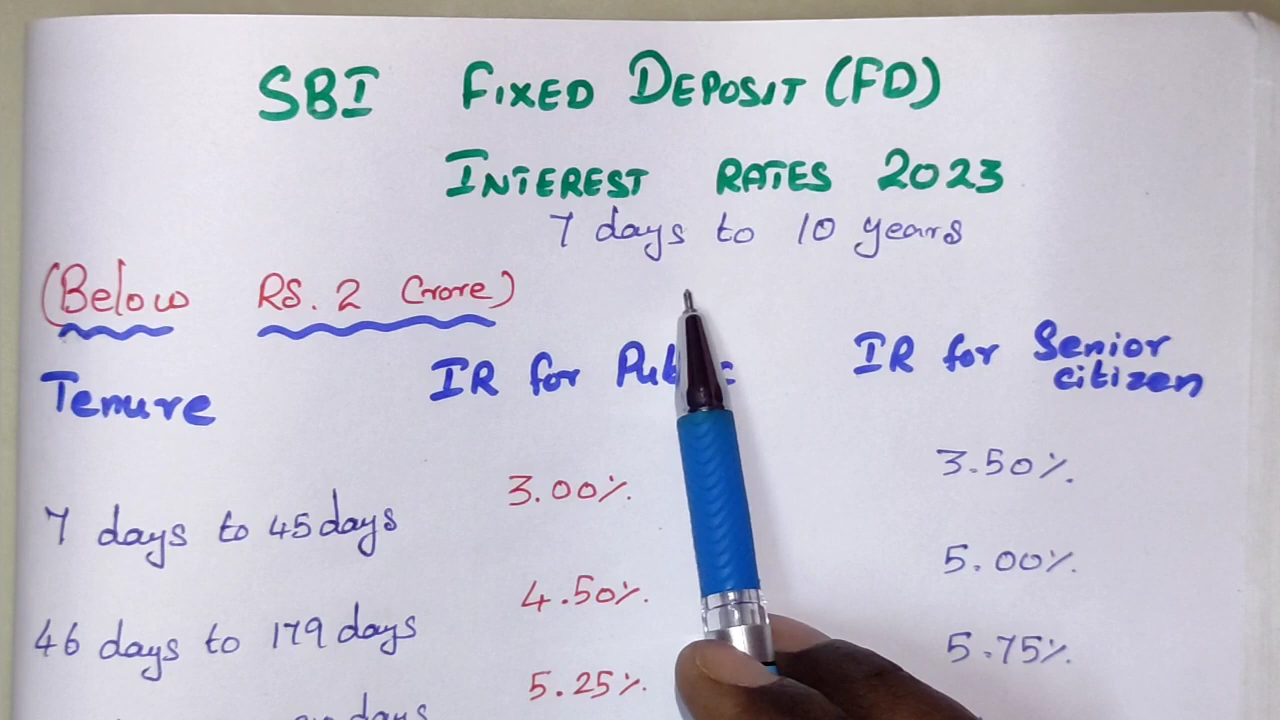 SBI FIXED DEPOSIT (FD)
INTEREST RATES 2023
7 days to 10 years
(Below RS. 2 Crore)
Tenure IR for IR for Senior citizen
7 days to 45 days 3.00% 3.50%
46 days to 179 days 4.50% 5.00%
days 5.25% 5.75%